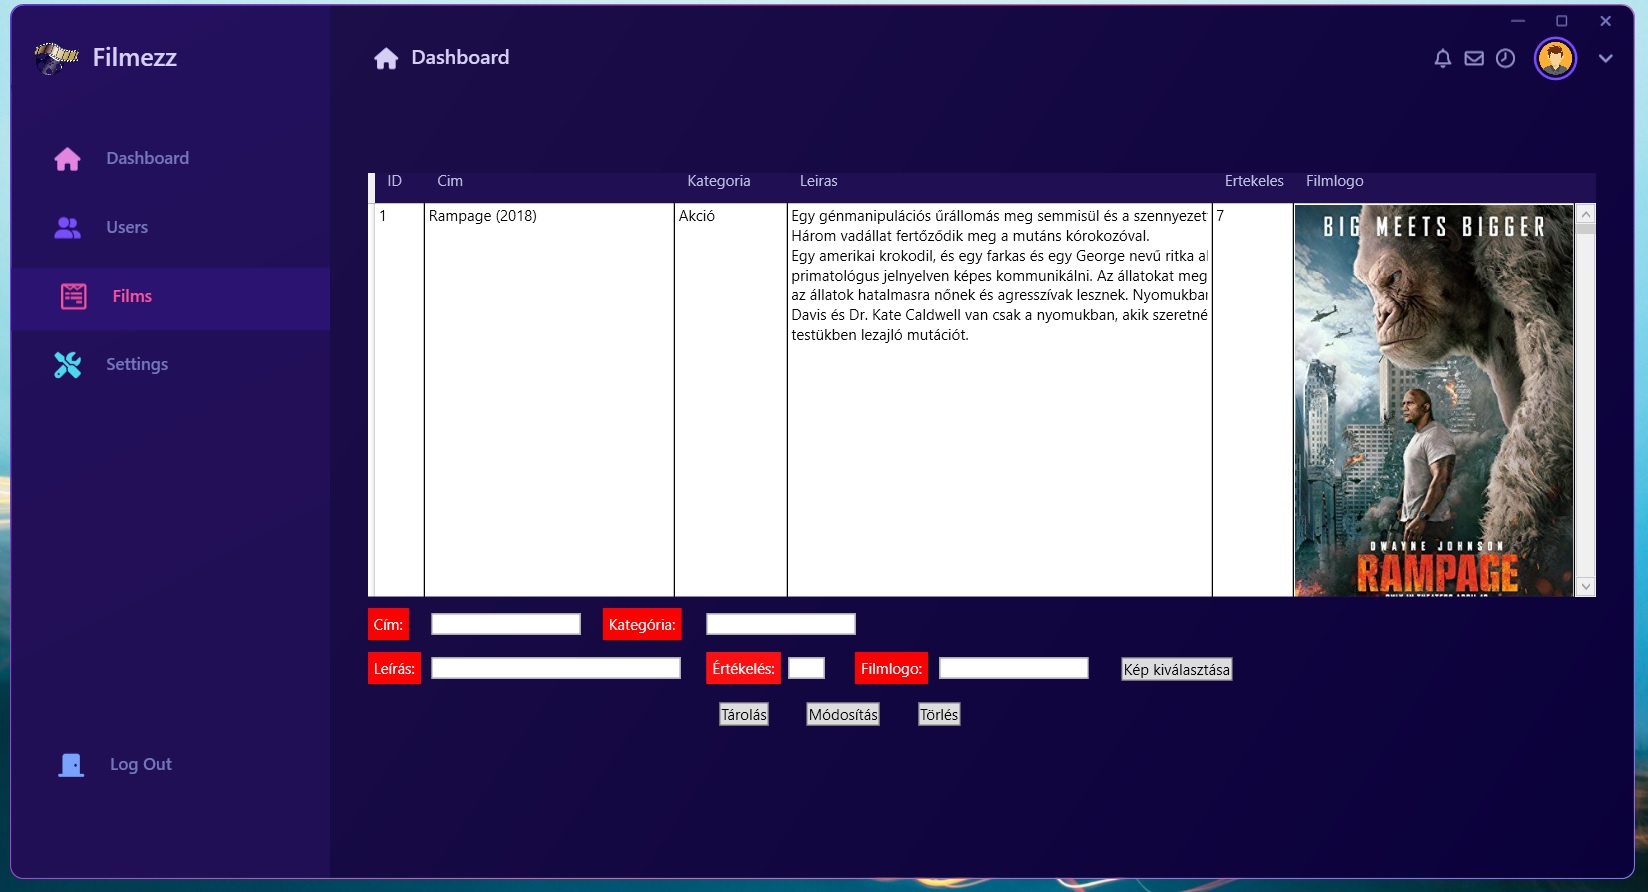 Filmezz
Dashboard
Dashboard
Users
Films
Settings
Log Out
ID Cim Kategoria Leiras Ertekeles Filmlogo
1 Rampage (2018) Akció Egy génmanipulációs űrállomás meg semmisül és a szennyezet 7
Három vadállat fertőződik meg a mutáns kórokozóval.
Egy amerikai krokodil, és egy farkas és egy George nevű ritka al
primatológus jelnyelven képes kommunikálni. Az állatokat meg
az állatok hatalmasra nőnek és agresszívak lesznek. Nyomukban
Davis és Dr. Kate Caldwell van csak a nyomukban, akik szeretné
testükben lezajló mutációt.
BIG MEETS BIGGER
DWAYNE JOHNSON
RAMPAGE
Cím: Kategória:
Leírás: Értékelés: Filmlogo: Kép kiválasztása
Tárolás Módosítás Törlés